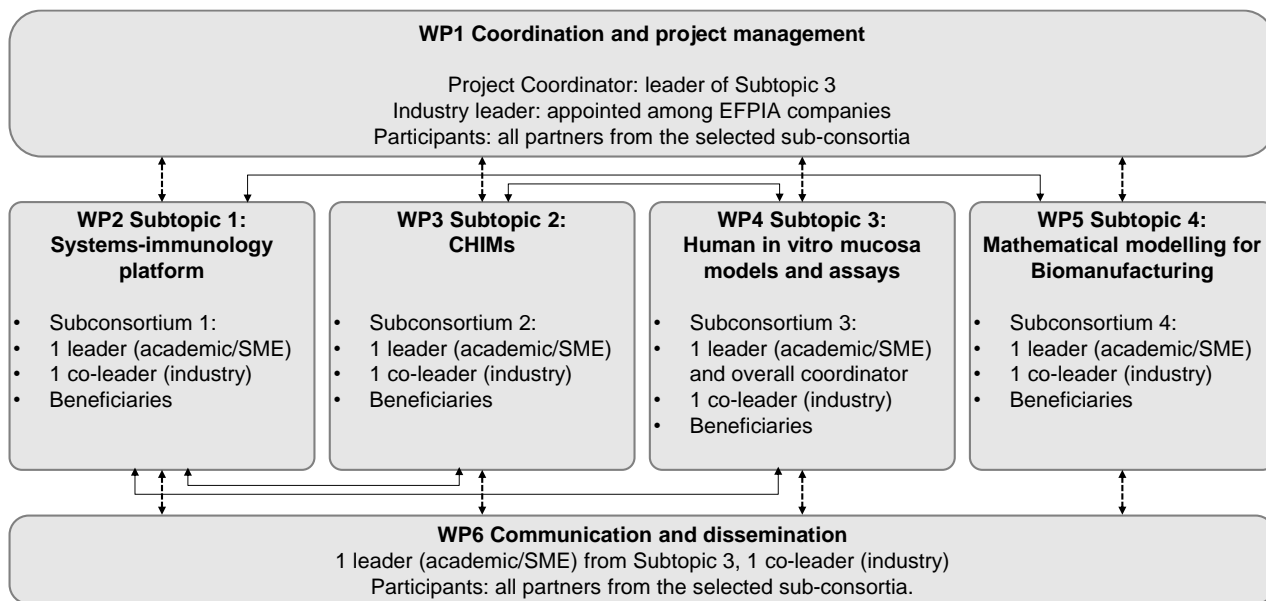 WP1 Coordination and project management
Project Coordinator: leader of Subtopic 3
Industry leader: appointed among EFPIA companies
Participants: all partners from the selected sub-consortia
WP2 Subtopic 1:
Systems-immunology
platform
• Subconsortium 1:
• 1 leader (academic/SME)
• 1 co-leader (industry)
• Beneficiaries
WP3 Subtopic 2:
CHIMs
• Subconsortium 2:
• 1 leader (academic/SME)
• 1 co-leader (industry)
• Beneficiaries
WP4 Subtopic 3:
Human in vitro mucosa
models and assays
• Subconsortium 3:
• 1 leader (academic/SME)
and overall coordinator
• 1 co-leader (industry)
• Beneficiaries
WP5 Subtopic 4:
Mathematical modelling for
Biomanufacturing
• Subconsortium 4:
• 1 leader (academic/SME)
• 1 co-leader (industry)
• Beneficiaries
WP6 Communication and dissemination
1 leader (academic/SME) from Subtopic 3, 1 co-leader (industry)
Participants: all partners from the selected sub-consortia.